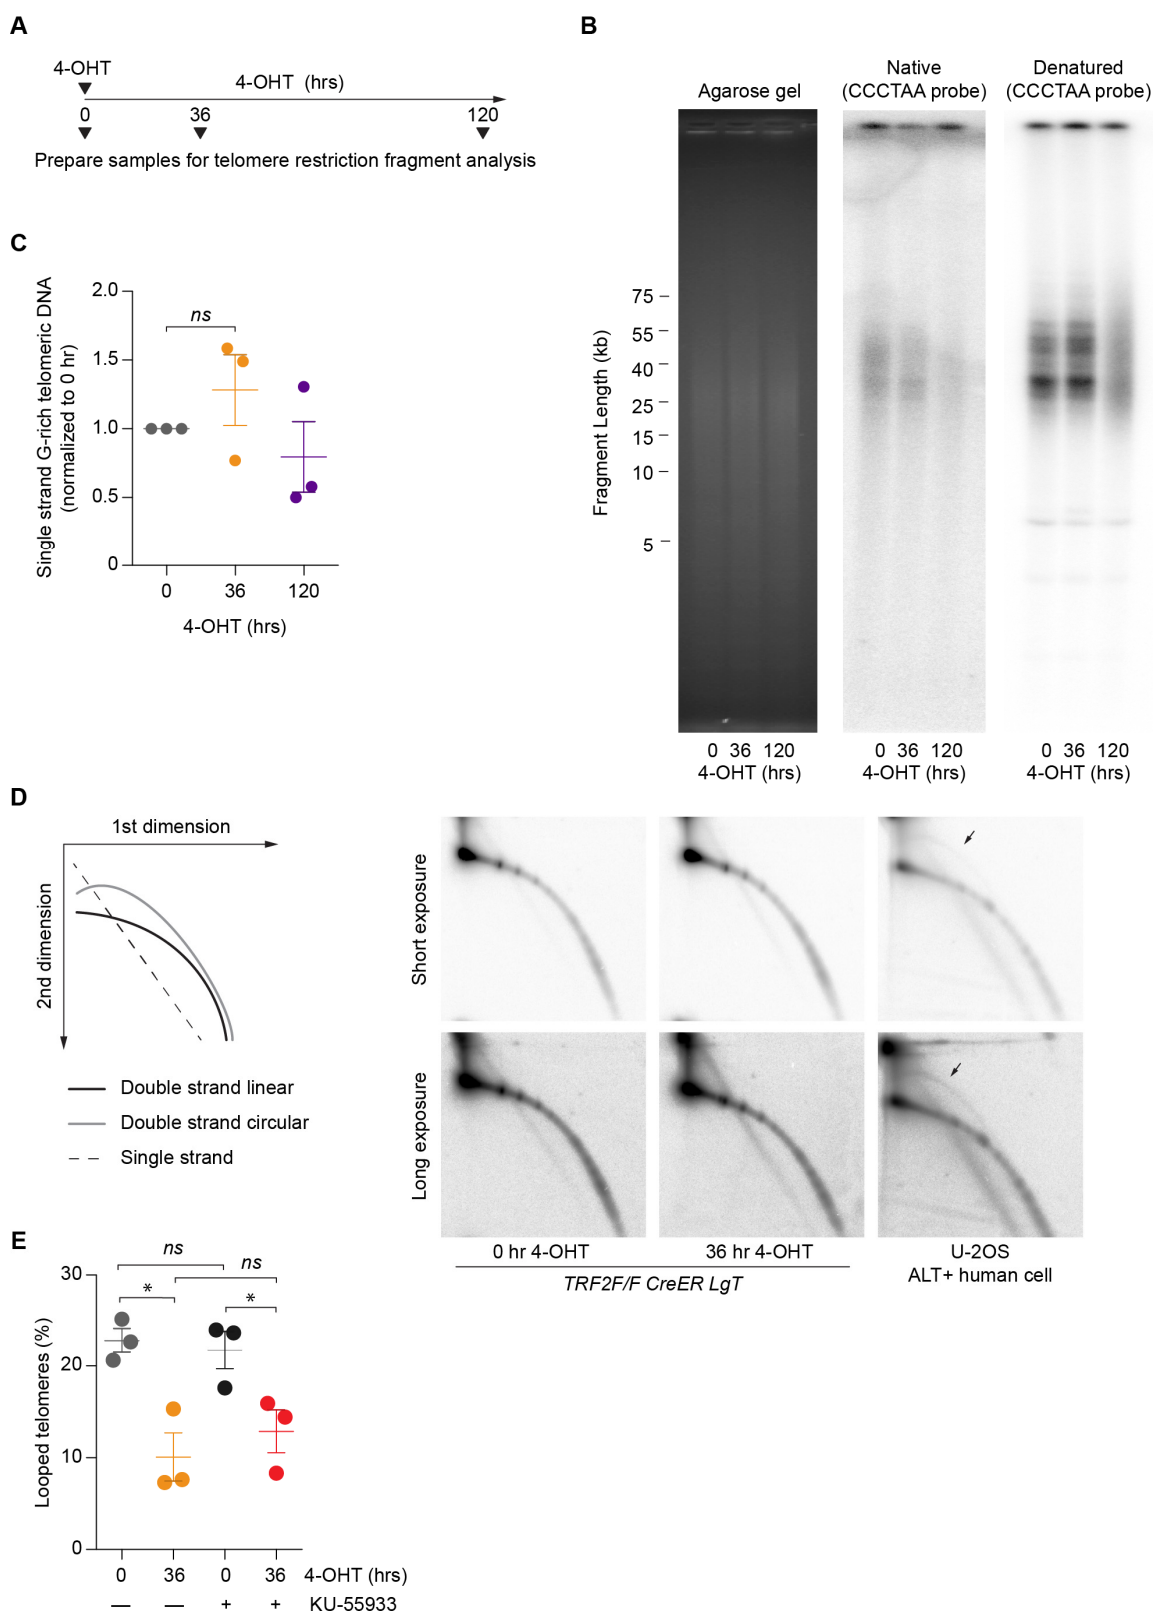 A
4-OHT
4-OHT (hrs)
0 36 120
Prepare samples for telomere restriction fragment analysis
B
Agarose gel
Native
(CCCTAA probe)
Denatured
(CCCTAA probe)
Fragment Length (kb)
75
55
40
25
15
10
5
0 36 120
4-OHT (hrs)
0 36 120
4-OHT (hrs)
0 36 120
4-OHT (hrs)
C
Single strand G-rich telomeric DNA
(normalized to 0 hr)
2.0
1.5
1.0
0.5
0
ns
0 36 120
4-OHT (hrs)
D
1st dimension
2nd dimension
Double strand linear
Double strand circular
Single strand
Short exposure
Long exposure
0 hr 4-OHT
36 hr 4-OHT
TRF2F/F CreER LgT
U-2OS
ALT+ human cell
E
Looped telomeres (%)
30
20
10
0
ns
ns
*
*
0 36 0 36 4-OHT (hrs)
— — + + KU-55933